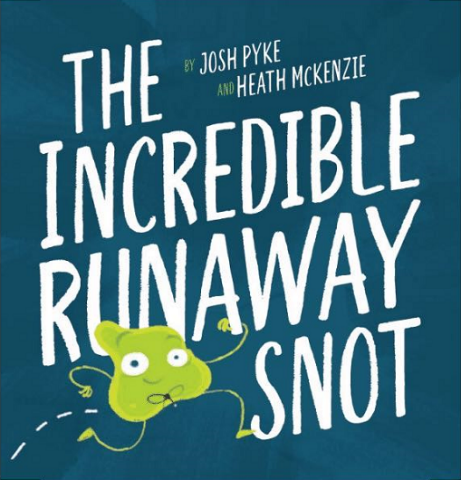 THE
BY JOSH PYKE
AND HEATH McKENZIE
INCREDIBLE
RUNAWAY
SNOT